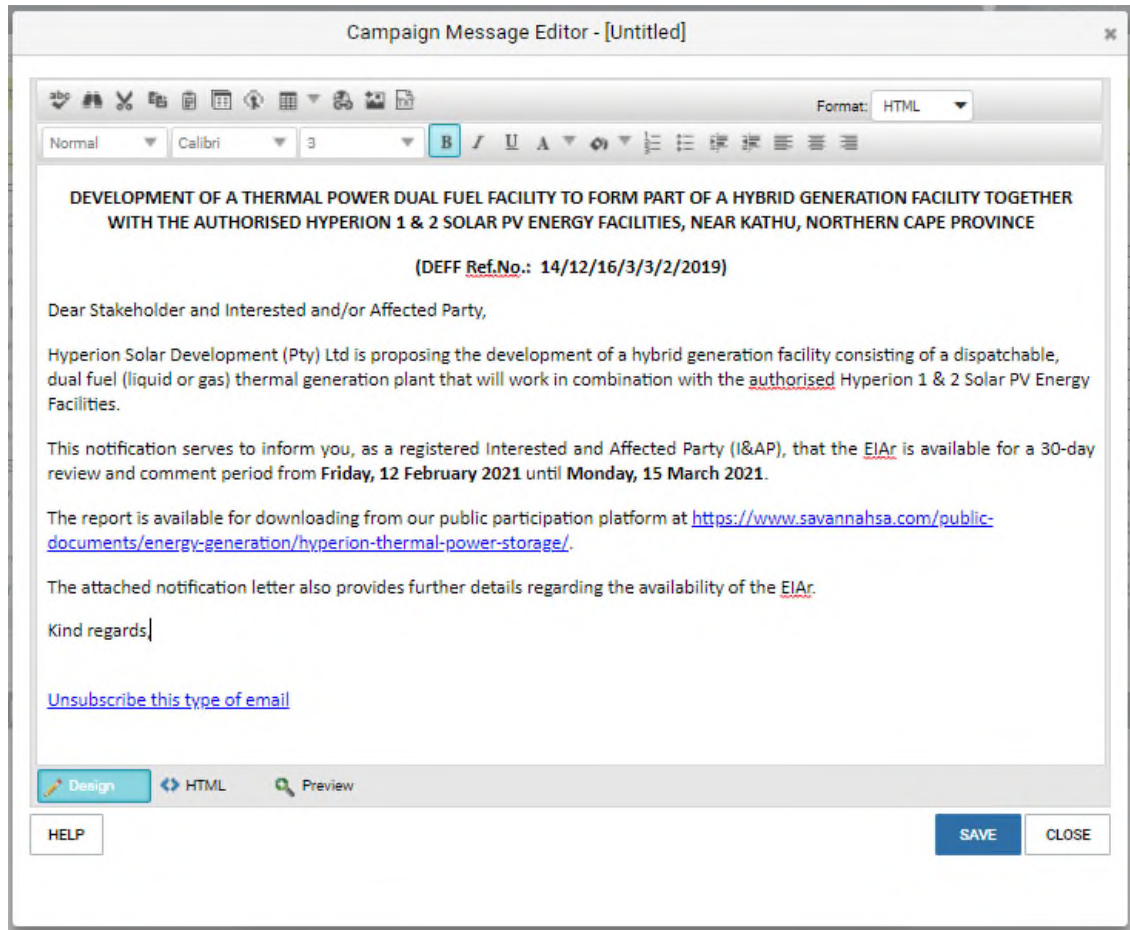 Campaign Message Editor - [Untitled]
Format: HTML
Normal Calibri 3 B I U A
DEVELOPMENT OF A THERMAL POWER DUAL FUEL FACILITY TO FORM PART OF A HYBRID GENERATION FACILITY TOGETHER
WITH THE AUTHORISED HYPERION 1 & 2 SOLAR PV ENERGY FACILITIES, NEAR KATHU, NORTHERN CAPE PROVINCE
(DEFF Ref.No.: 14/12/16/3/3/2/2019)
Dear Stakeholder and Interested and/or Affected Party,
Hyperion Solar Development (Pty) Ltd is proposing the development of a hybrid generation facility consisting of a dispatchable,
dual fuel (liquid or gas) thermal generation plant that will work in combination with the authorised Hyperion 1 & 2 Solar PV Energy
Facilities.
This notification serves to inform you, as a registered Interested and Affected Party (I&AP), that the EIAr is available for a 30-day
review and comment period from Friday, 12 February 2021 until Monday, 15 March 2021.
The report is available for downloading from our public participation platform at https://www.savannahsa.com/public-
documents/energy-generation/hyperion-thermal-power-storage/.
The attached notification letter also provides further details regarding the availability of the EIAr.
Kind regards,
Unsubscribe this type of email
Design HTML Preview
HELP SAVE CLOSE